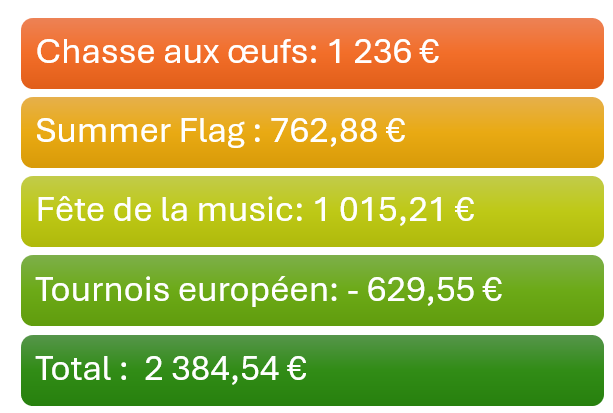 Chasse aux œufs: 1 236 €
Summer Flag : 762,88 €
Fête de la music: 1 015,21 €
Tournois européen: - 629,55 €
Total :  2 384,54 €